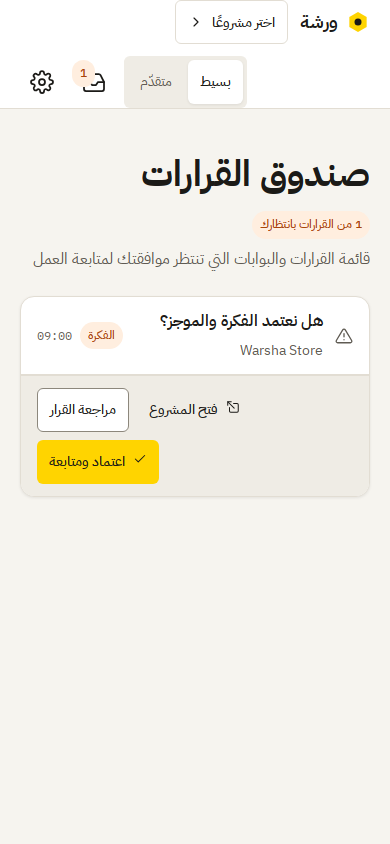 ورشة
اختر مشروعًا
بسيط
متقدّم
1
صندوق القرارات
1 من القرارات بانتظارك
قائمة القرارات والبوابات التي تنتظر موافقتك لمتابعة العمل
هل نعتمد الفكرة والموجز؟
Warsha Store
الفكرة
09:00
فتح المشروع
مراجعة القرار
اعتماد ومتابعة